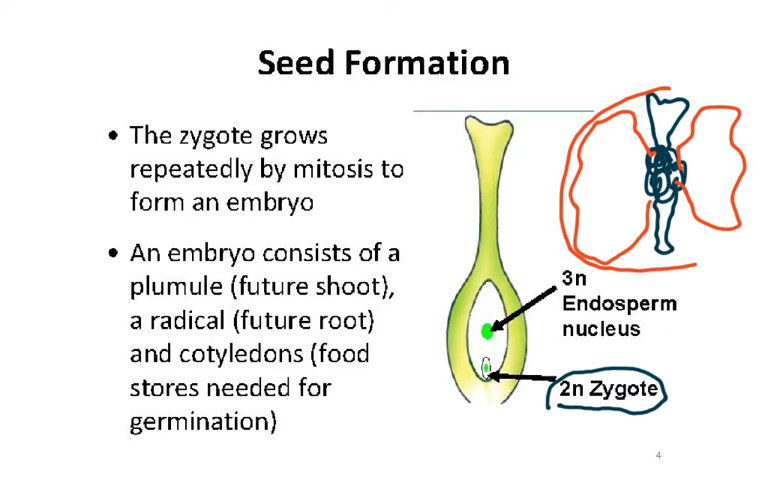 Seed Formation
• The zygote grows
repeatedly by mitosis to
form an embryo
• An embryo consists of a
plumule (future shoot),
a radical (future root)
and cotyledons (food
stores needed for
germination)
3n
Endosperm
nucleus
2n Zygote
4